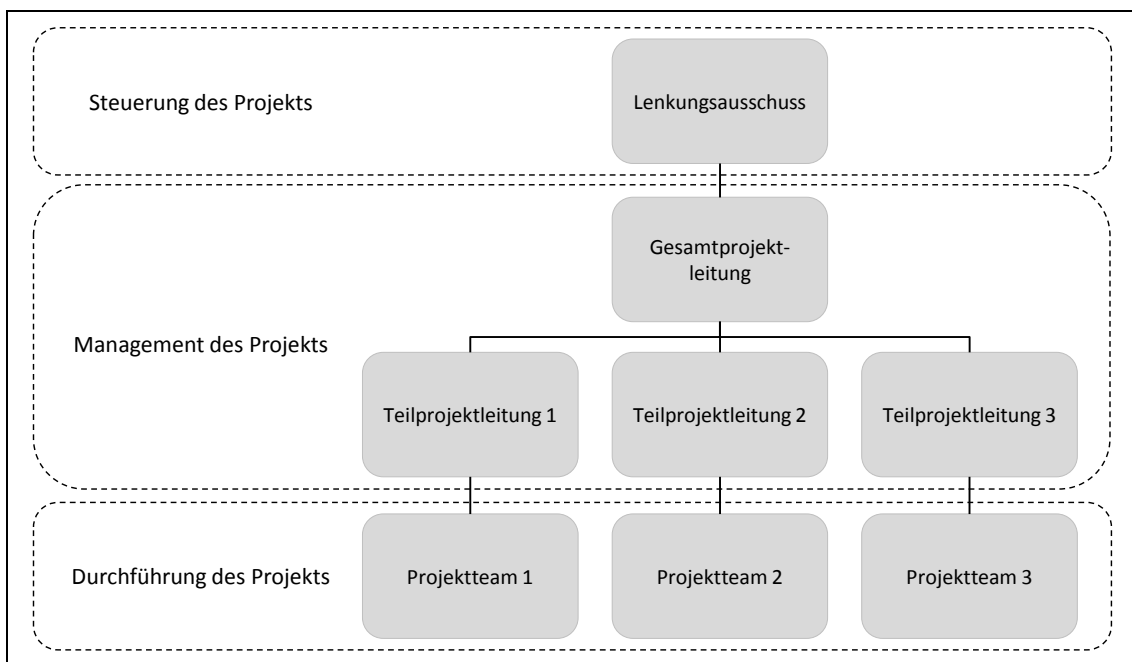 Steuerung des Projekts
Lenkungsausschuss
Management des Projekts
Gesamtprojekt-
leitung
Teilprojektleitung 1
Teilprojektleitung 2
Teilprojektleitung 3
Durchführung des Projekts
Projektteam 1
Projektteam 2
Projektteam 3